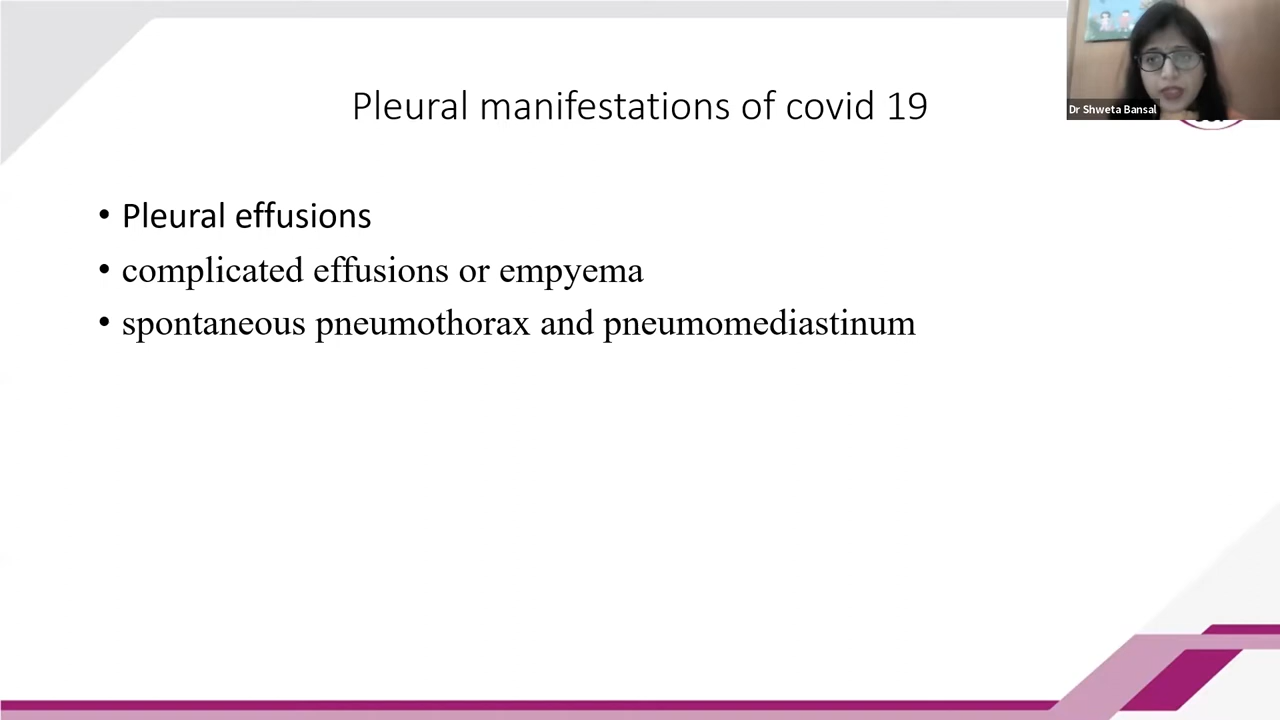 Pleural manifestations of covid 19
Dr Shweta Bansal
• Pleural effusions
• complicated effusions or empyema
• spontaneous pneumothorax and pneumomediastinum